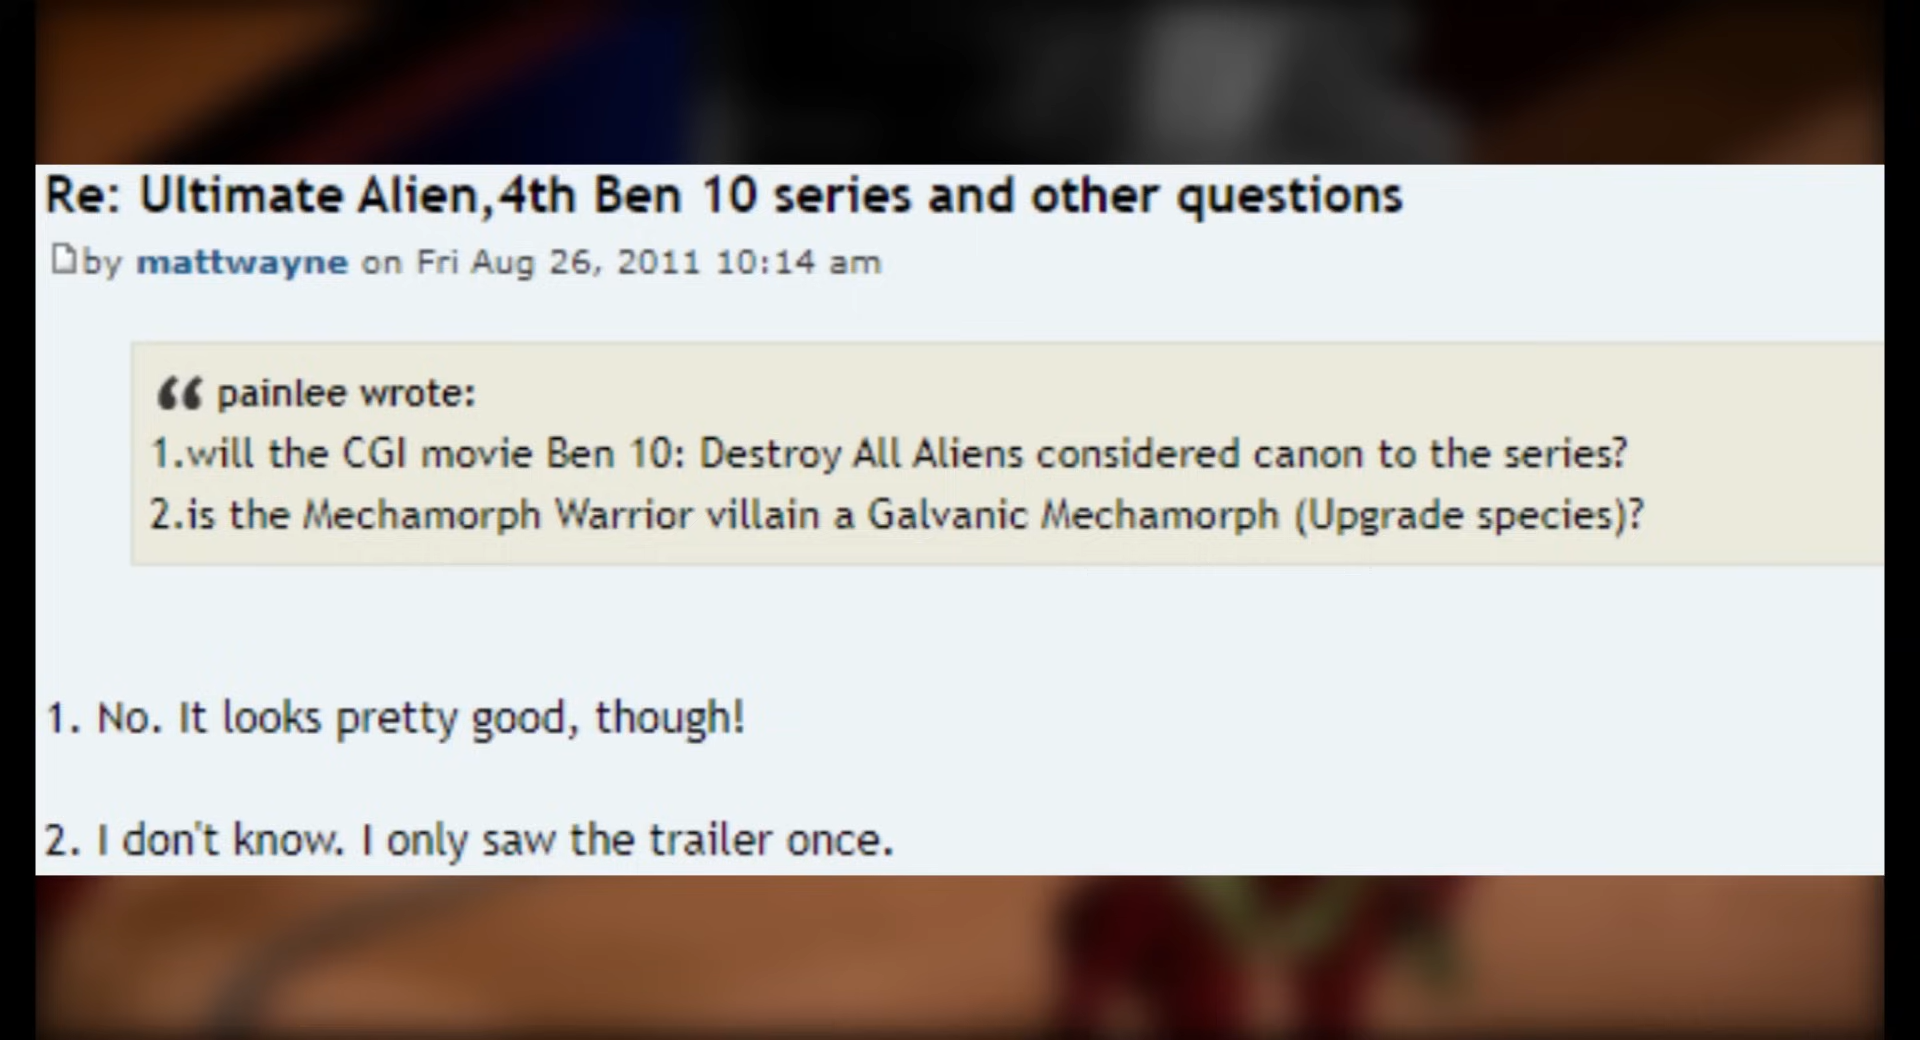 Re: Ultimate Alien,4th Ben 10 series and other questions
by mattwayne on Fri Aug 26, 2011 10:14 am
“ painlee wrote:
1.will the CGI movie Ben 10: Destroy All Aliens considered canon to the series?
2.is the Mechamorph Warrior villain a Galvanic Mechamorph (Upgrade species)?
1. No. It looks pretty good, though!
2. I don't know. I only saw the trailer once.